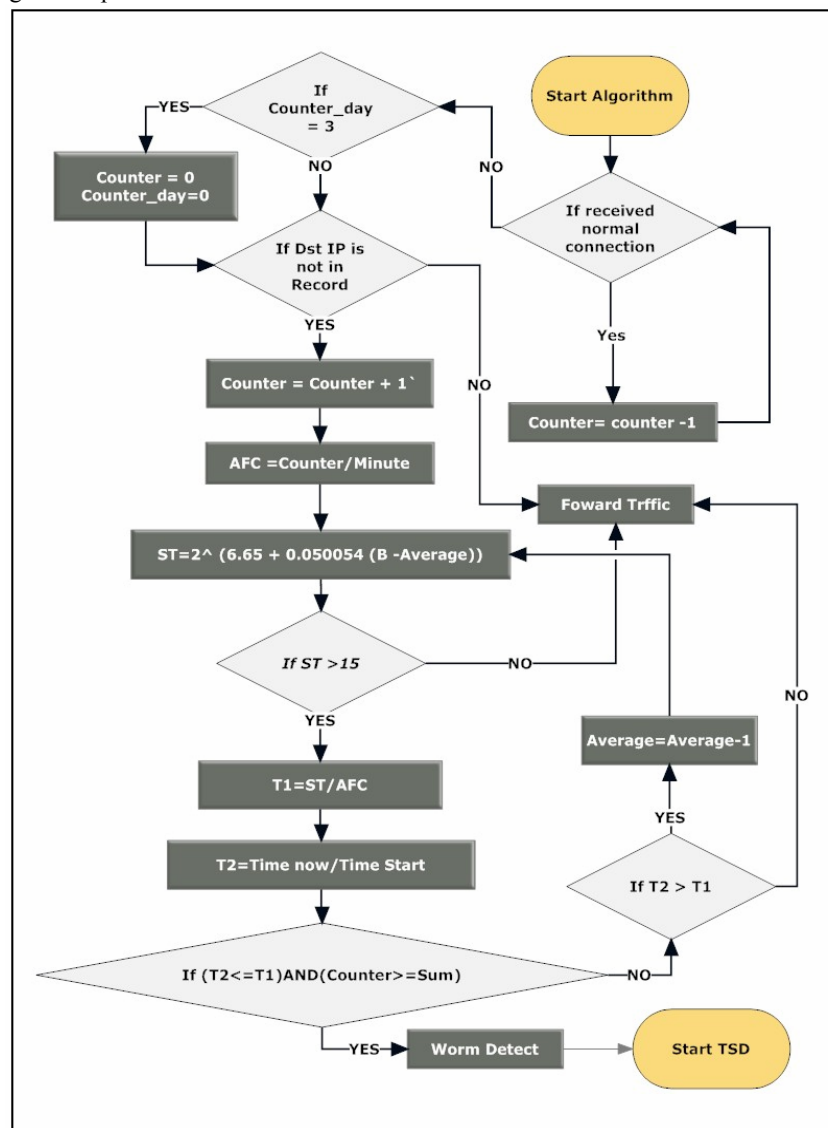 Start Algorithm
If received
normal
connection
NO
Yes
Counter= counter -1
If
Counter_day
= 3
YES
NO
Counter = 0
Counter_day=0
If Dst IP is
not in
Record
YES
NO
Counter = Counter + 1`
AFC =Counter/Minute
Foward Trffic
ST=2^ (6.65 + 0.050054 (B -Average))
If ST >15
NO
YES
T1=ST/AFC
T2=Time now/Time Start
If (T2<=T1)AND(Counter>=Sum)
NO
If T2 > T1
YES
NO
Average=Average-1
YES
Worm Detect
Start TSD